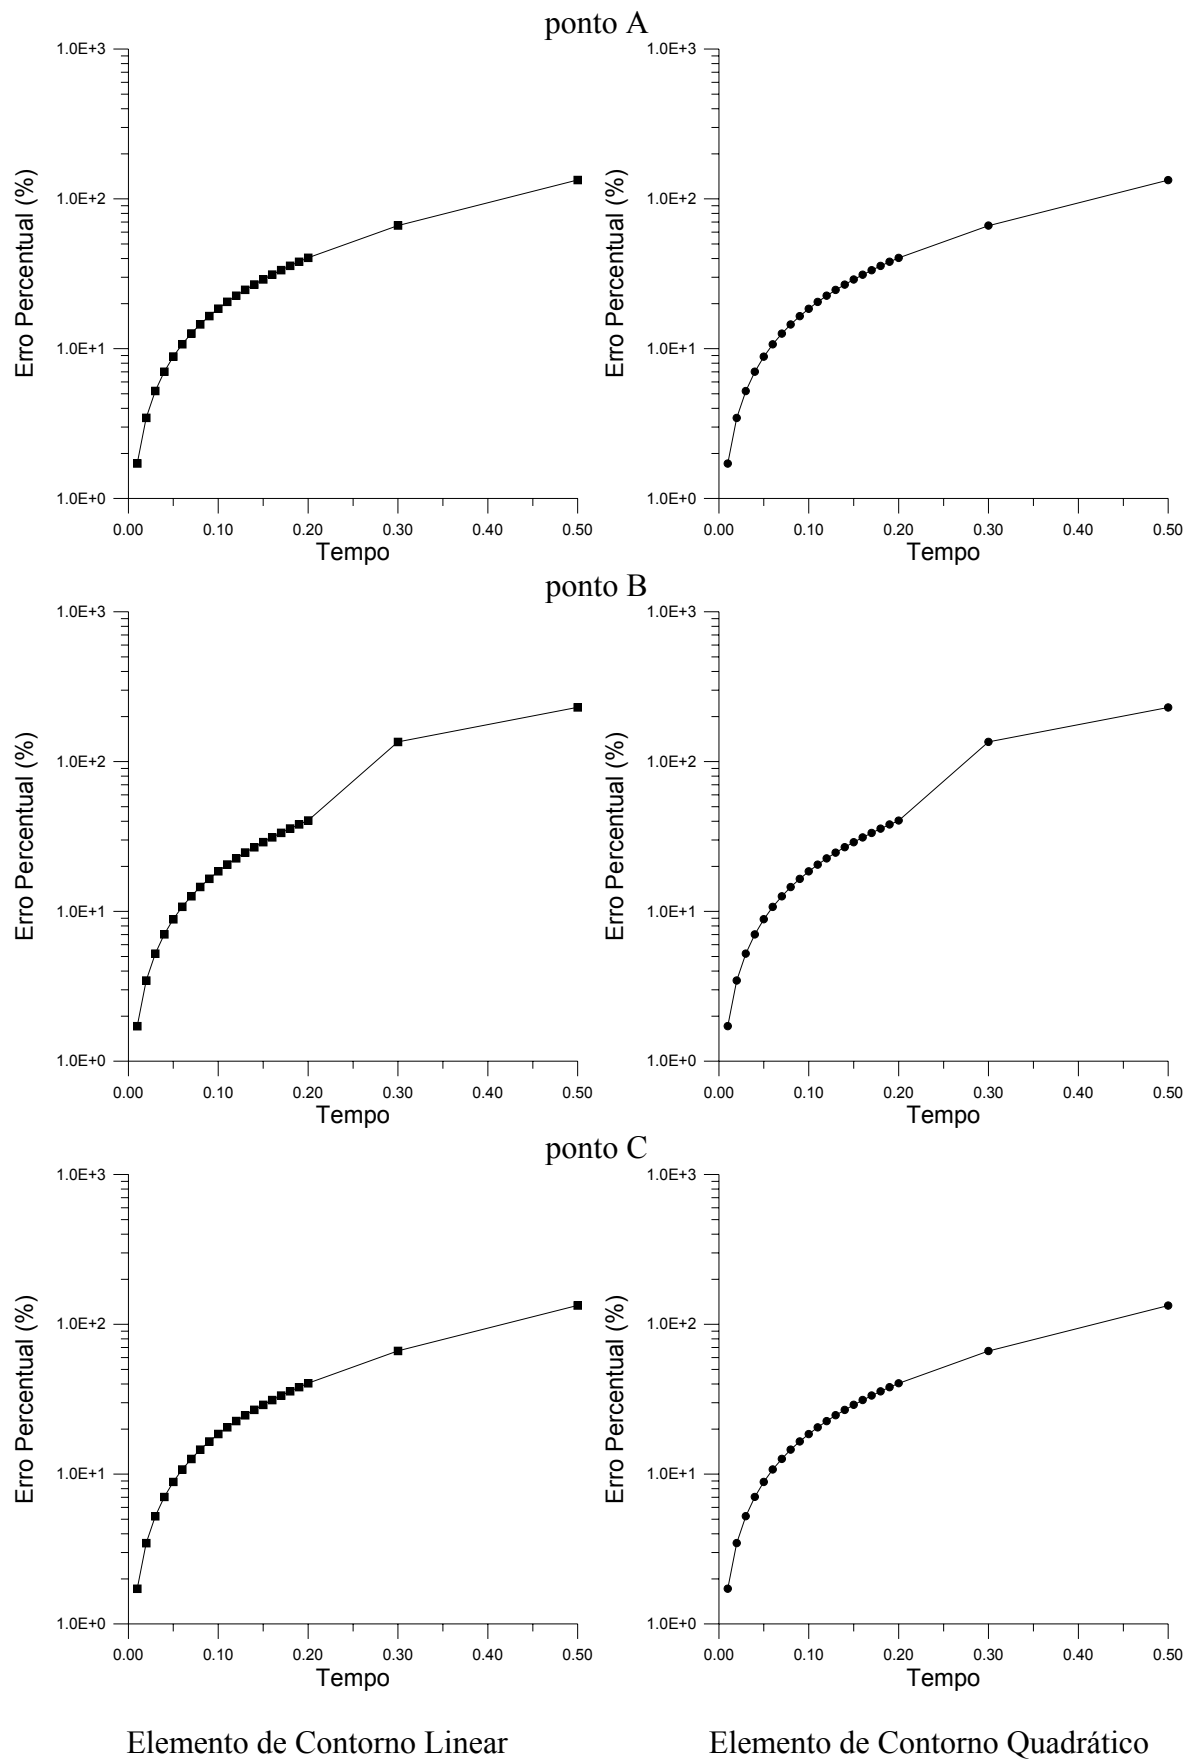 ponto A
1.0E+3
1.0E+2
1.0E+1
1.0E+0
Erro Percentual (%)
0.00 0.10 0.20 0.30 0.40 0.50
Tempo
1.0E+3
1.0E+2
1.0E+1
1.0E+0
Erro Percentual (%)
0.00 0.10 0.20 0.30 0.40 0.50
Tempo
ponto B
1.0E+3
1.0E+2
1.0E+1
1.0E+0
Erro Percentual (%)
0.00 0.10 0.20 0.30 0.40 0.50
Tempo
1.0E+3
1.0E+2
1.0E+1
1.0E+0
Erro Percentual (%)
0.00 0.10 0.20 0.30 0.40 0.50
Tempo
ponto C
1.0E+3
1.0E+2
1.0E+1
1.0E+0
Erro Percentual (%)
0.00 0.10 0.20 0.30 0.40 0.50
Tempo
1.0E+3
1.0E+2
1.0E+1
1.0E+0
Erro Percentual (%)
0.00 0.10 0.20 0.30 0.40 0.50
Tempo
Elemento de Contorno Linear
Elemento de Contorno Quadrático